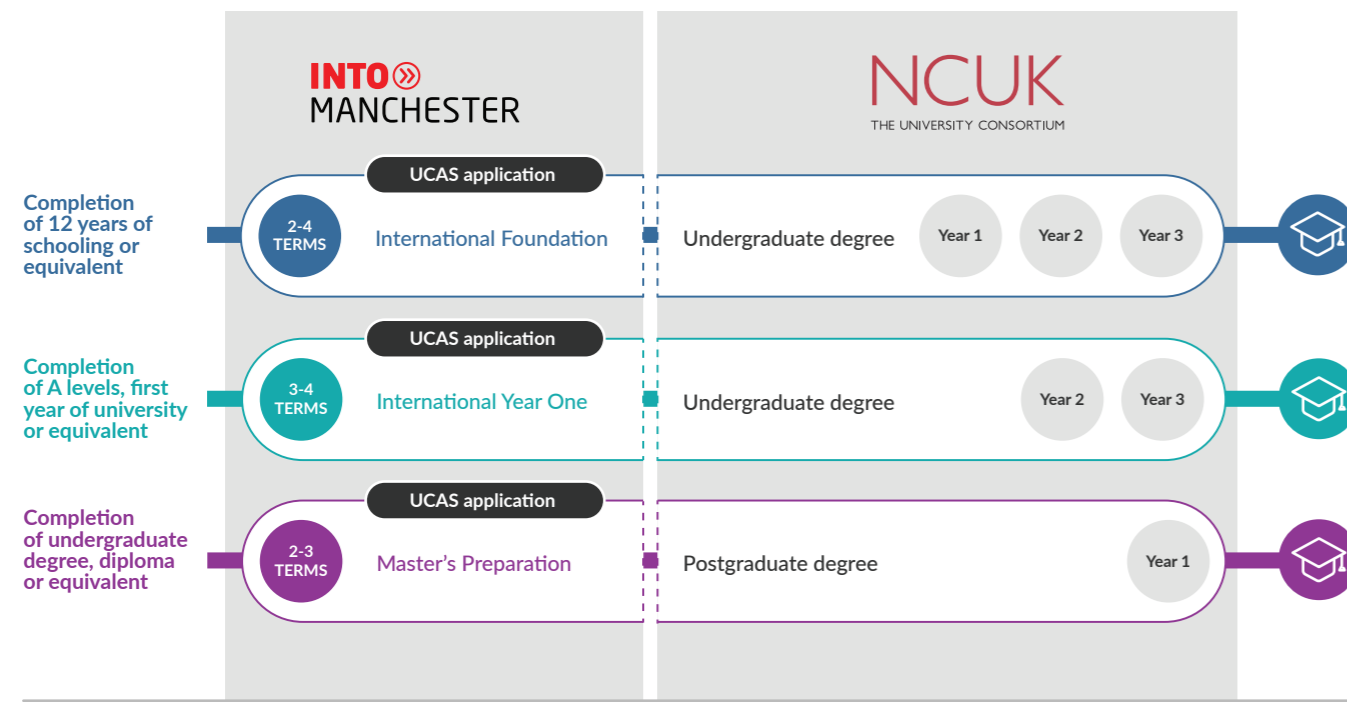 INTO
MANCHESTER
NCUK
THE UNIVERSITY CONSORTIUM
Completion
of 12 years of
schooling or
equivalent
UCAS application
2-4
TERMS
International Foundation
Undergraduate degree
Year 1
Year 2
Year 3
Completion
of A levels, first
year of university
or equivalent
UCAS application
3-4
TERMS
International Year One
Undergraduate degree
Year 2
Year 3
Completion
of undergraduate
degree, diploma
or equivalent
UCAS application
2-3
TERMS
Master’s Preparation
Postgraduate degree
Year 1